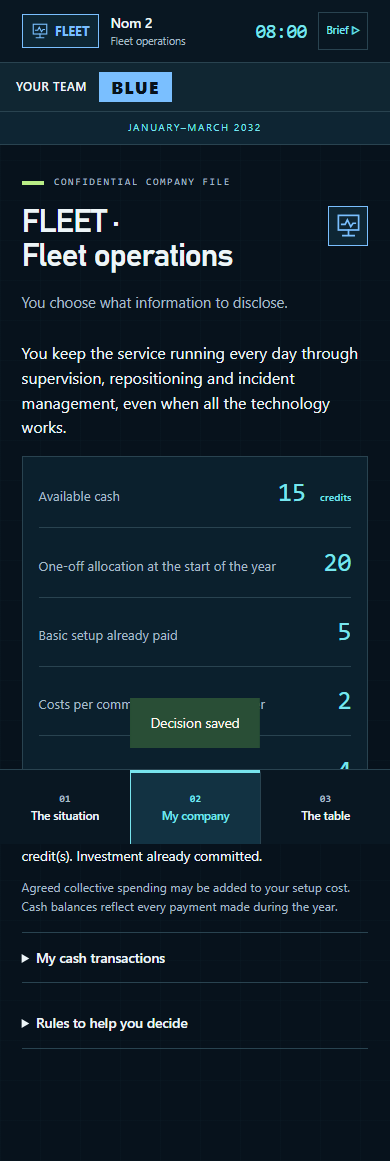 FLEET
Nom 2
Fleet operations
08:00
Brief
YOUR TEAM
BLUE
JANUARY–MARCH 2032
CONFIDENTIAL COMPANY FILE
FLEET ·
Fleet operations
You choose what information to disclose.
You keep the service running every day through
supervision, repositioning and incident
management, even when all the technology
works.
Available cash
15 credits
One-off allocation at the start of the year
20
Basic setup already paid
5
Costs per
2
Decision saved
01
The situation
02
My company
03
The table
credit(s). Investment already committed.
Agreed collective spending may be added to your setup cost.
Cash balances reflect every payment made during the year.
My cash transactions
Rules to help you decide